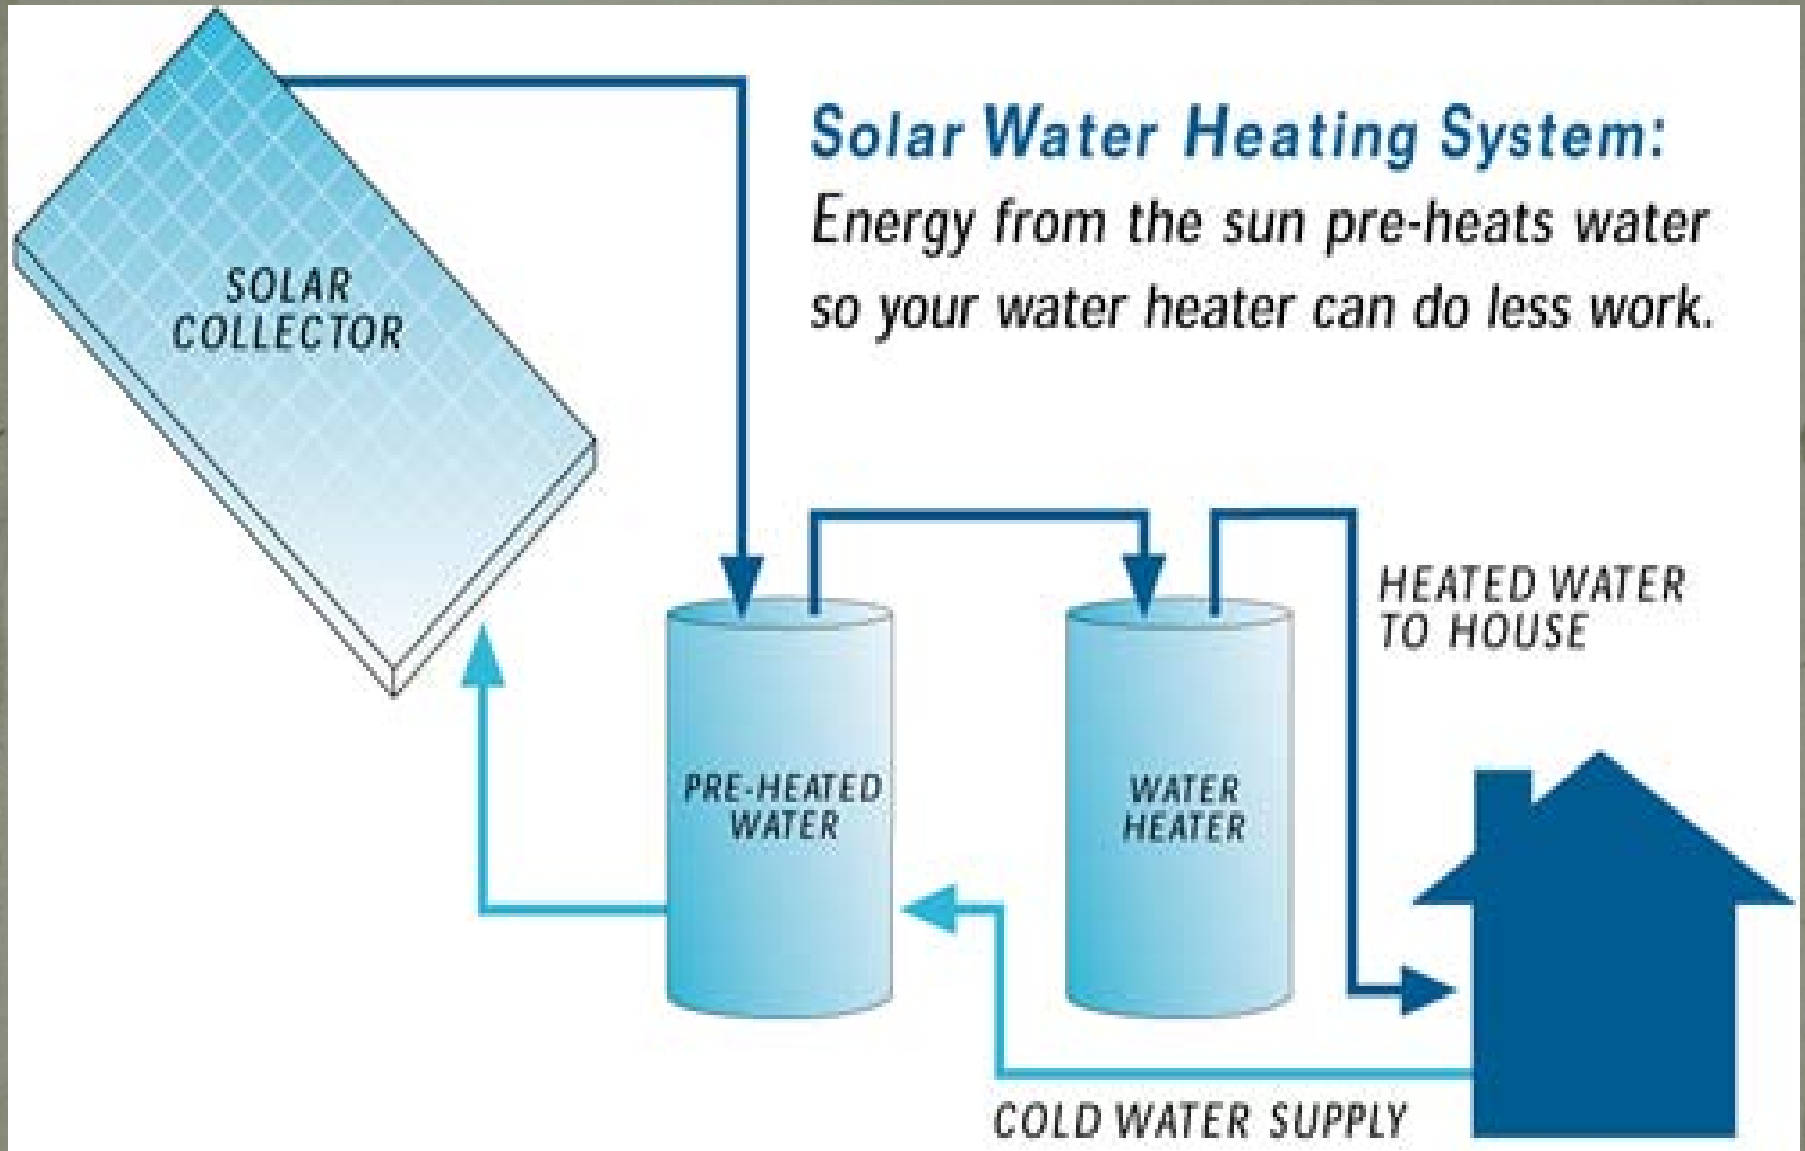 Solar Water Heating System:
Energy from the sun pre-heats water
so your water heater can do less work.
SOLAR
COLLECTOR
HEATED WATER
TO HOUSE
PRE-HEATED
WATER
WATER
HEATER
COLD WATER SUPPLY